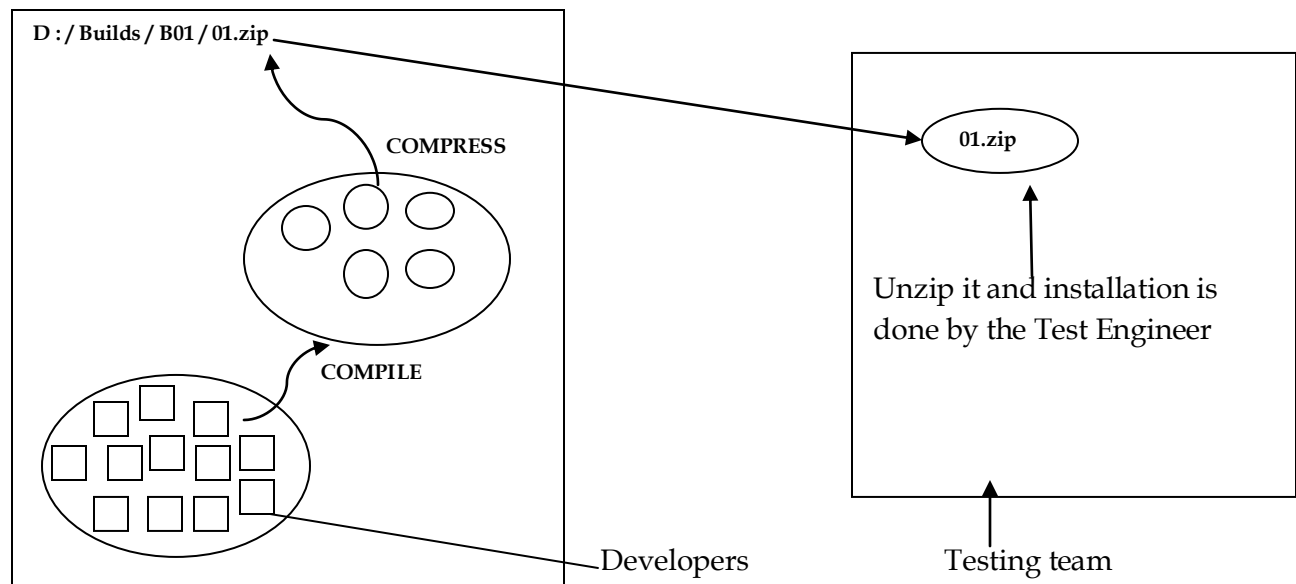 D : / Builds / B01 / 01.zip
COMPRESS
COMPILE
01.zip
Unzip it and installation is
done by the Test Engineer
Developers
Testing team